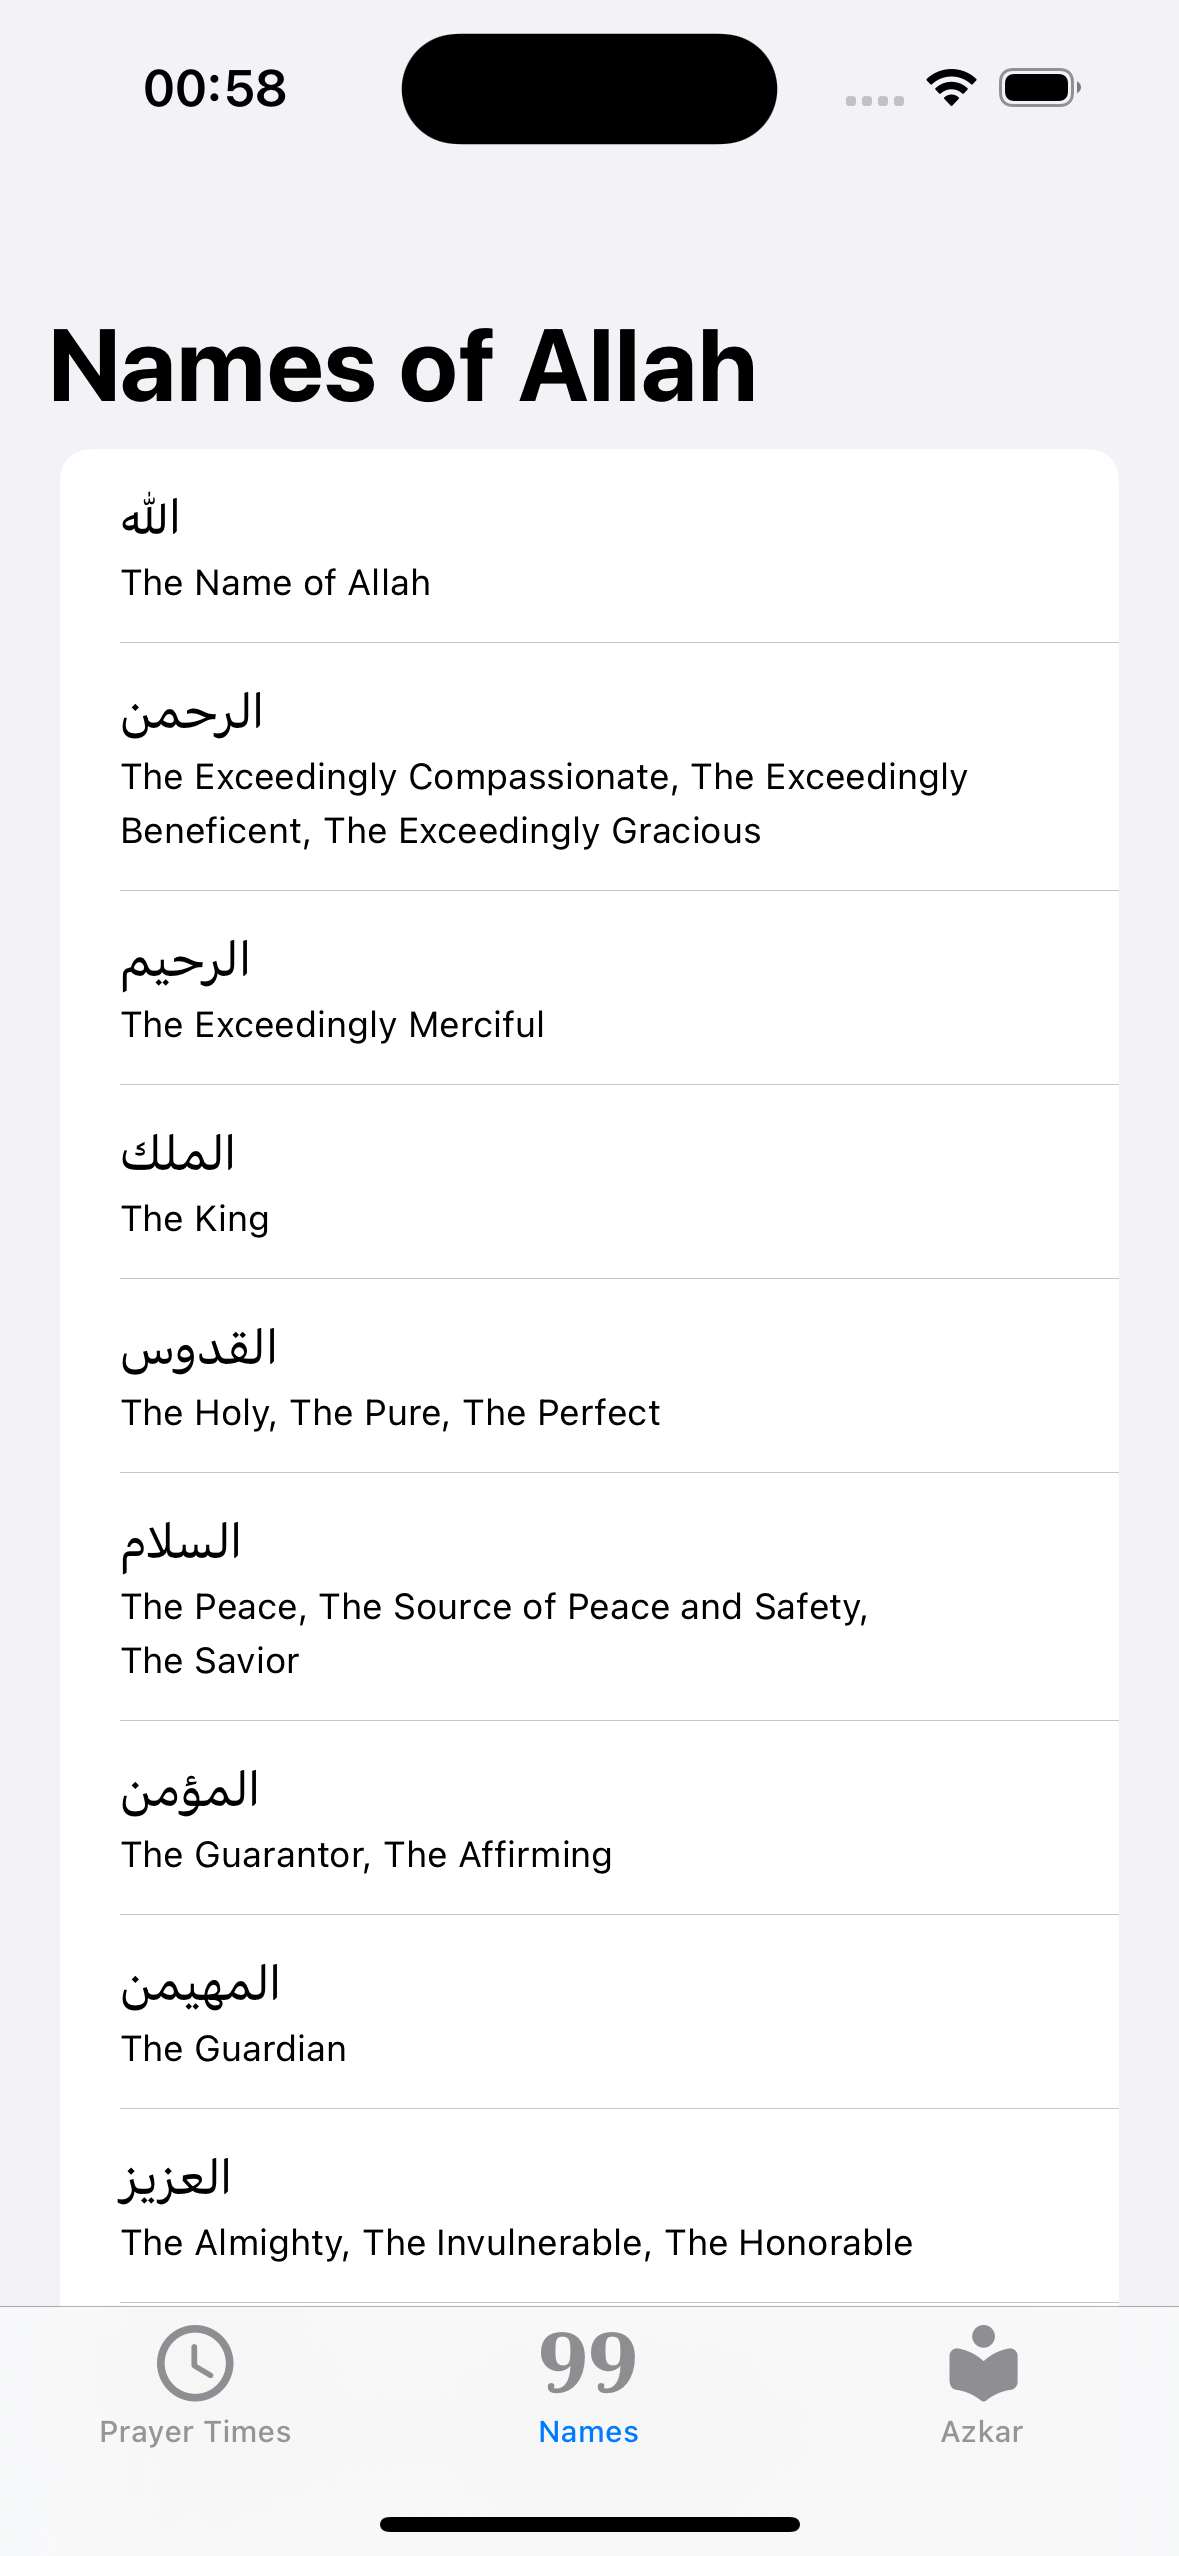 00:58
Names of Allah
الله
The Name of Allah
الرحمن
The Exceedingly Compassionate, The Exceedingly
Beneficent, The Exceedingly Gracious
الرحيم
The Exceedingly Merciful
الملك
The King
القدوس
The Holy, The Pure, The Perfect
السلام
The Peace, The Source of Peace and Safety,
The Savior
المؤمن
The Guarantor, The Affirming
المهيمن
The Guardian
العزيز
The Almighty, The Invulnerable, The Honorable
99
Prayer Times
Names
Azkar